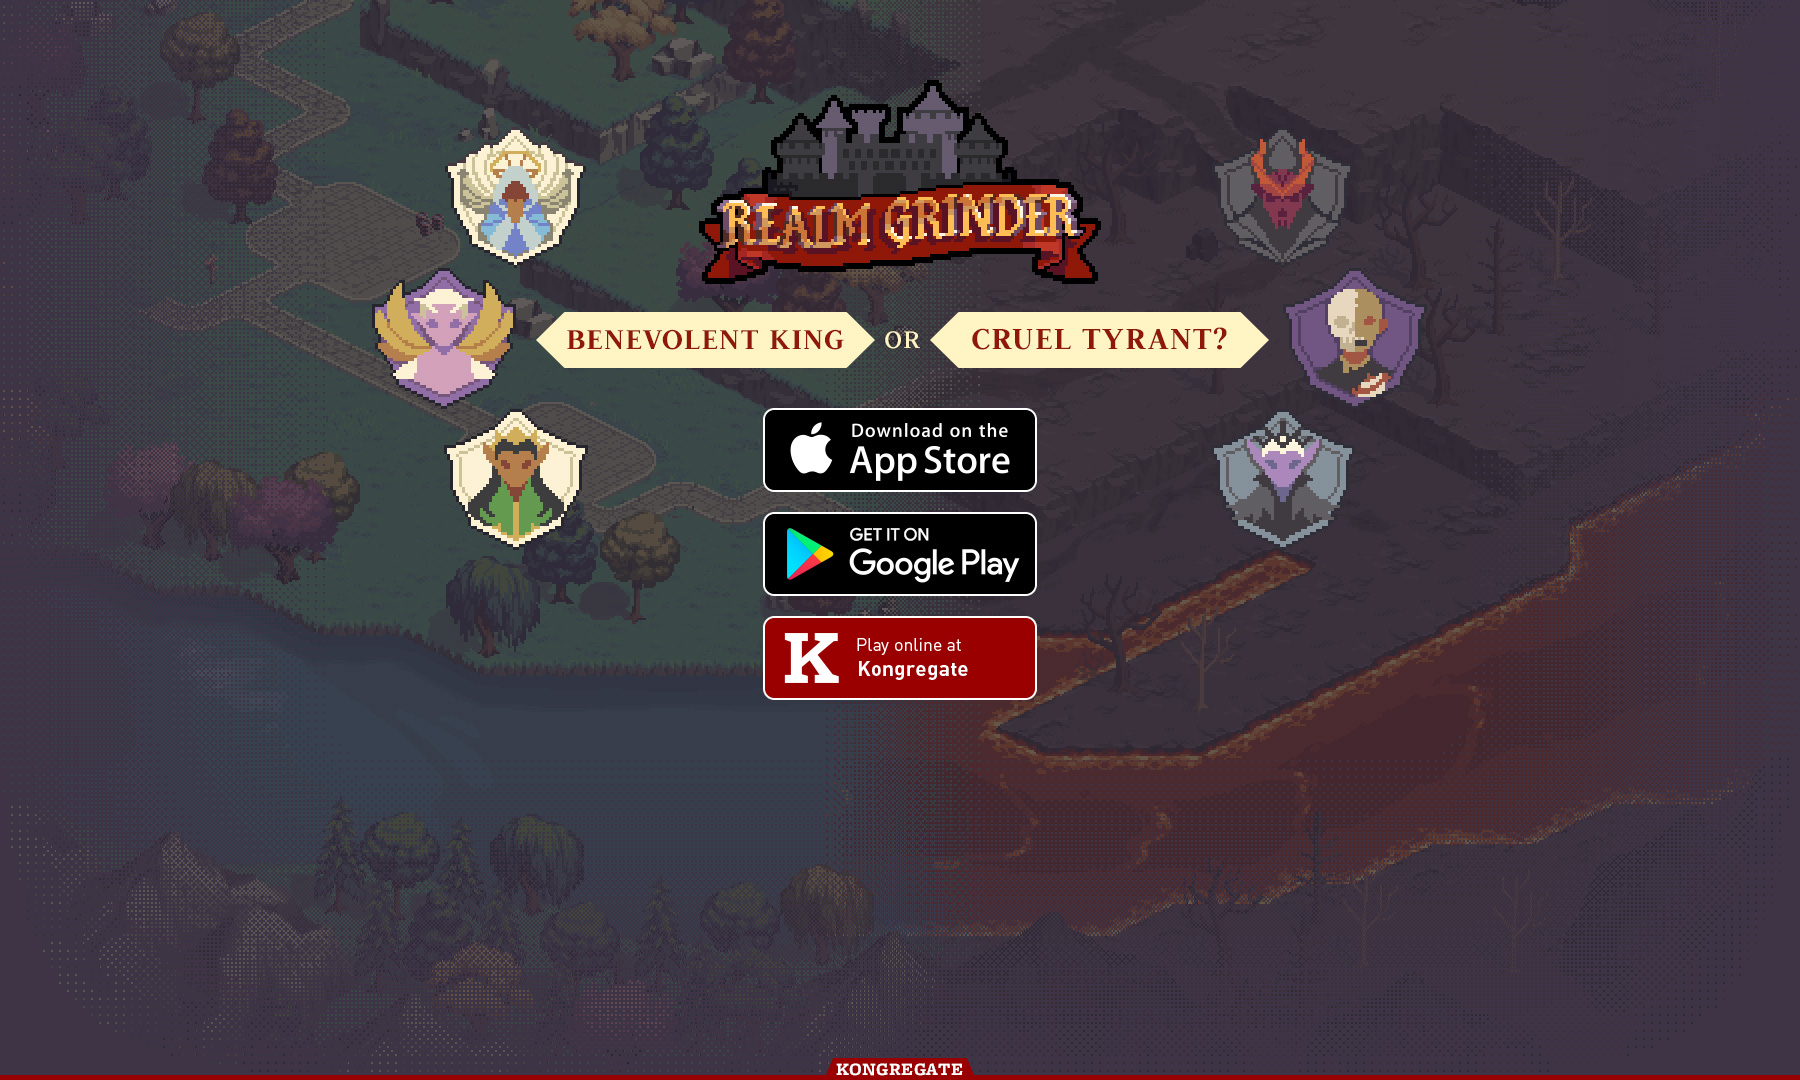 REALM GRINDER
BENEVOLENT KING OR CRUEL TYRANT?
Download on the
App Store
GET IT ON
Google Play
K
Play online at
Kongregate
KONGREGATE